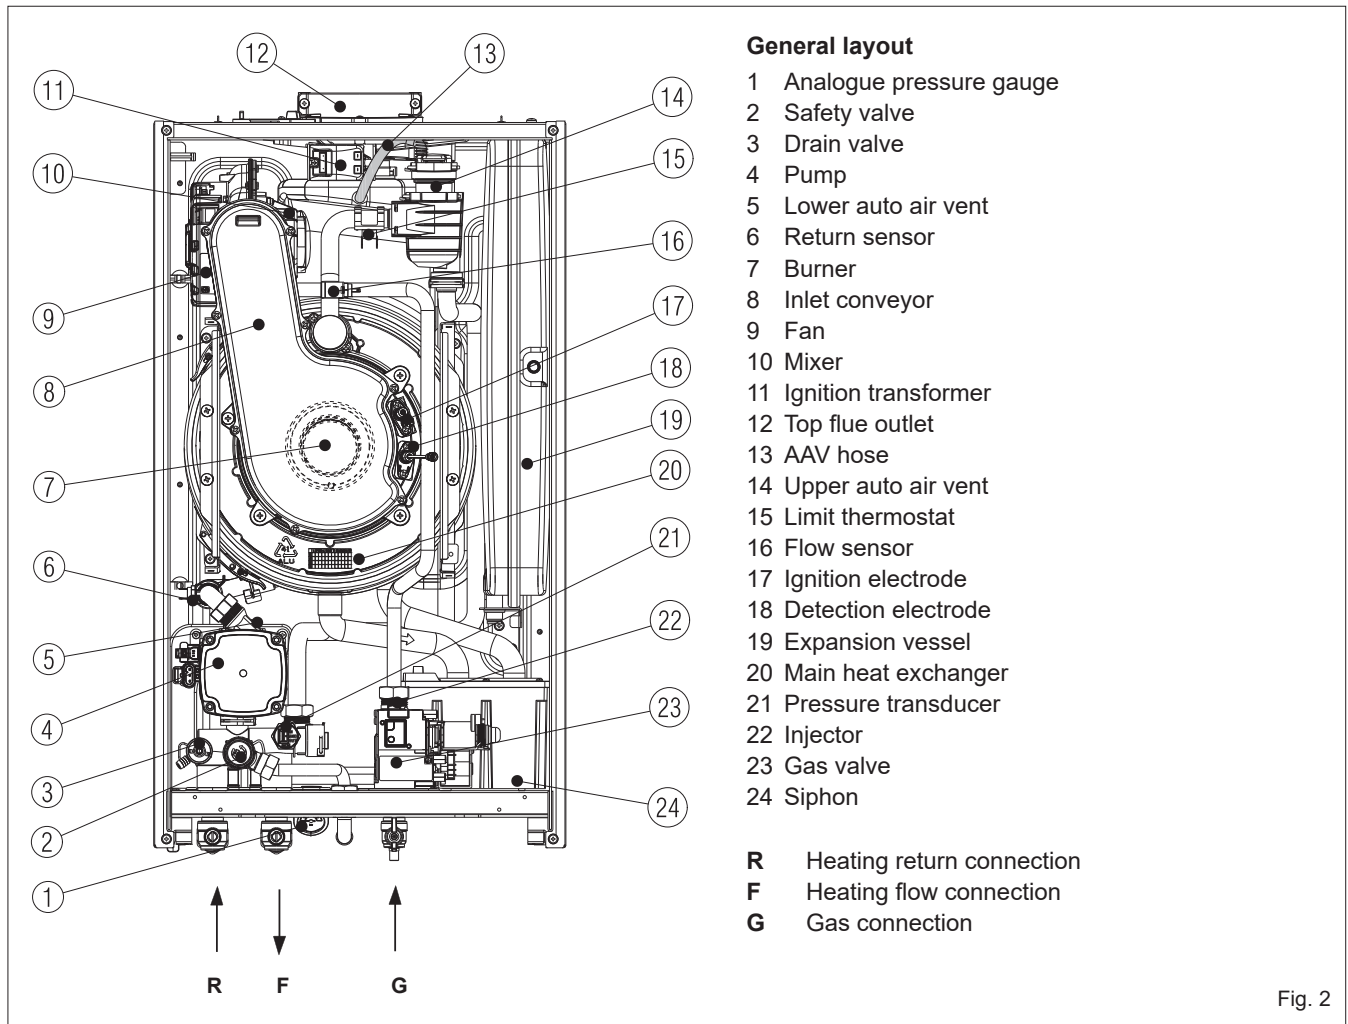 12
13
11
14
10
15
16
9
17
8
18
19
7
20
21
6
22
5
4
23
3
24
2
1
R F G
ALU
General layout
1 Analogue pressure gauge
2 Safety valve
3 Drain valve
4 Pump
5 Lower auto air vent
6 Return sensor
7 Burner
8 Inlet conveyor
9 Fan
10 Mixer
11 Ignition transformer
12 Top flue outlet
13 AAV hose
14 Upper auto air vent
15 Limit thermostat
16 Flow sensor
17 Ignition electrode
18 Detection electrode
19 Expansion vessel
20 Main heat exchanger
21 Pressure transducer
22 Injector
23 Gas valve
24 Siphon
R Heating return connection
F Heating flow connection
G Gas connection
Fig. 2